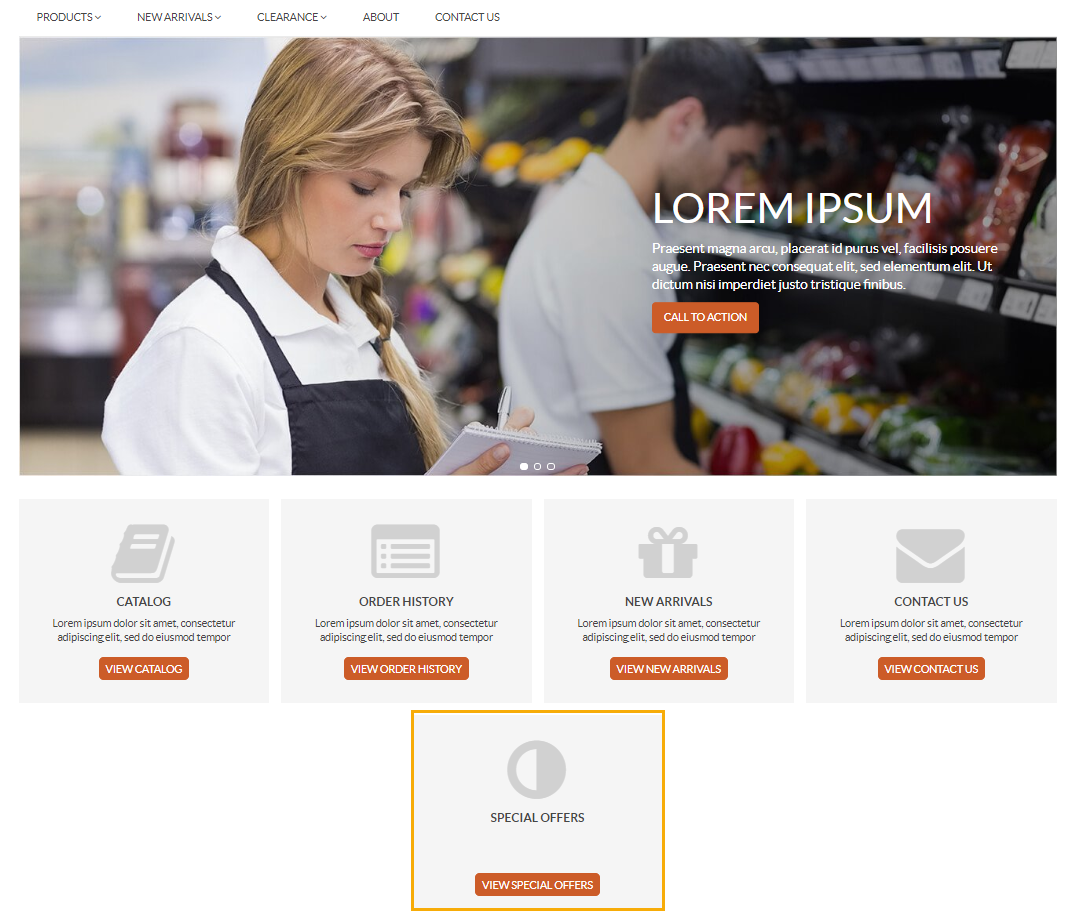 PRODUCTS NEW ARRIVALS CLEARANCE ABOUT CONTACT US
LOREM IPSUM
Praesent magna arcu, placerat id purus vel, facilisis posuere
augue. Praesent nec consequat elit, sed elementum elit. Ut
dictum nisi imperdiet justo tristique finibus.
CALL TO ACTION
CATALOG
Lorem ipsum dolor sit amet, consectetur
adipiscing elit, sed do eiusmod tempor
VIEW CATALOG
ORDER HISTORY
Lorem ipsum dolor sit amet, consectetur
adipiscing elit, sed do eiusmod tempor
VIEW ORDER HISTORY
NEW ARRIVALS
Lorem ipsum dolor sit amet, consectetur
adipiscing elit, sed do eiusmod tempor
VIEW NEW ARRIVALS
CONTACT US
Lorem ipsum dolor sit amet, consectetur
adipiscing elit, sed do eiusmod tempor
VIEW CONTACT US
SPECIAL OFFERS
VIEW SPECIAL OFFERS